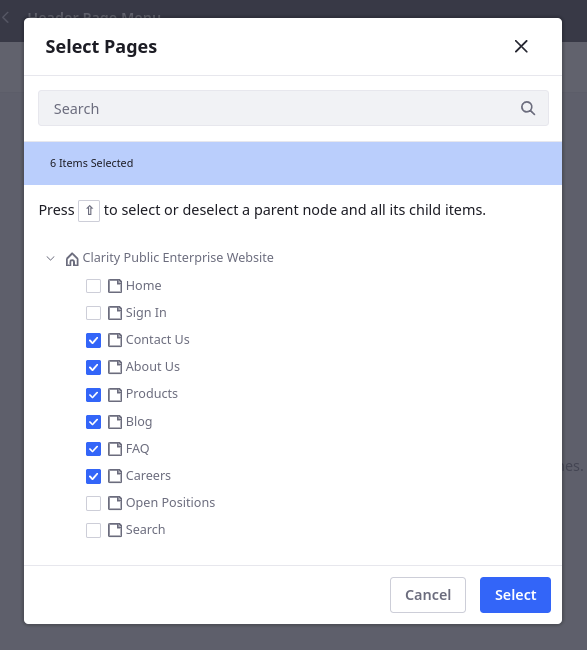 Header Page Menu
Select Pages
Search
6 Items Selected
Press ⇧ to select or deselect a parent node and all its child items.
Clarity Public Enterprise Website
Home
Sign In
Contact Us
About Us
Products
Blog
FAQ
Careers
Open Positions
Search
Cancel
Select